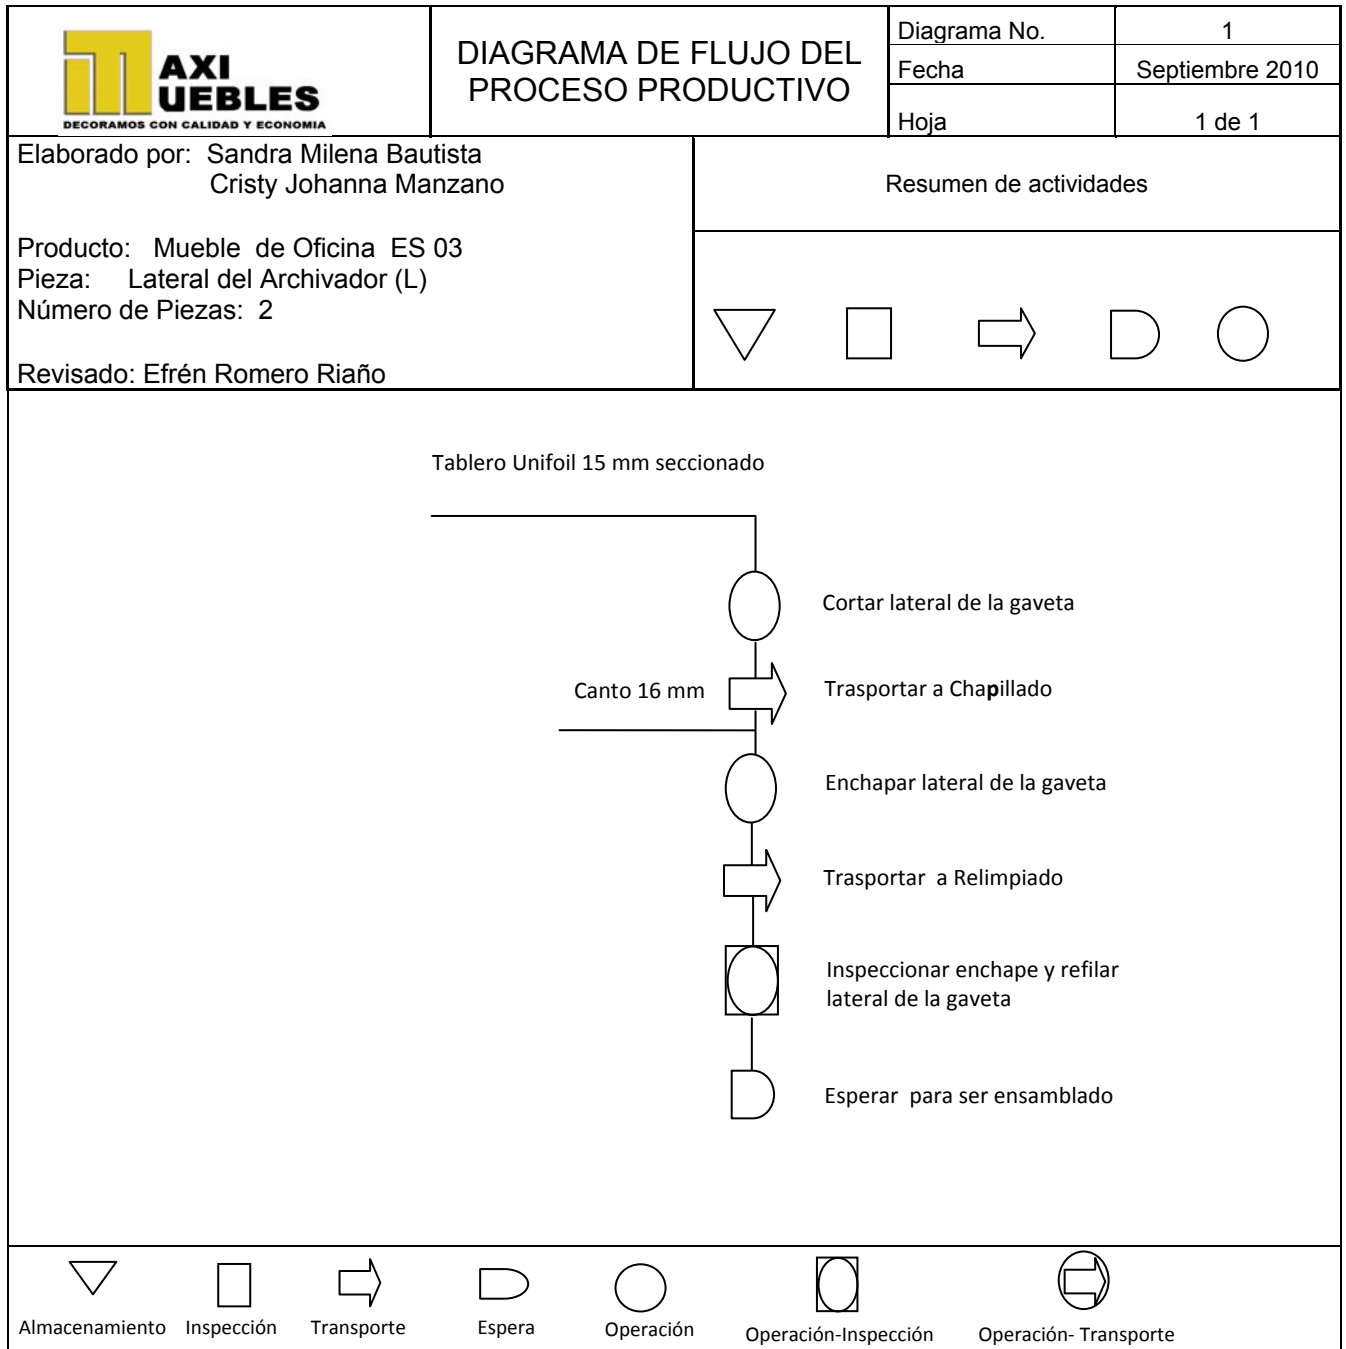 AXI
UEBLES
DECORAMOS CON CALIDAD Y ECONOMIA
DIAGRAMA DE FLUJO DEL
PROCESO PRODUCTIVO
Diagrama No. 1
Fecha Septiembre 2010
Hoja 1 de 1
Elaborado por: Sandra Milena Bautista
Cristy Johanna Manzano
Producto: Mueble de Oficina ES 03
Pieza: Lateral del Archivador (L)
Número de Piezas: 2
Revisado: Efrén Romero Riaño
Resumen de actividades
Tablero Unifoil 15 mm seccionado
Cortar lateral de la gaveta
Canto 16 mm
Trasportar a Chapillado
Enchapar lateral de la gaveta
Trasportar a Relimpiado
Inspeccionar enchape y refilar
lateral de la gaveta
Esperar para ser ensamblado
Almacenamiento Inspección Transporte Espera Operación Operación-Inspección Operación- Transporte